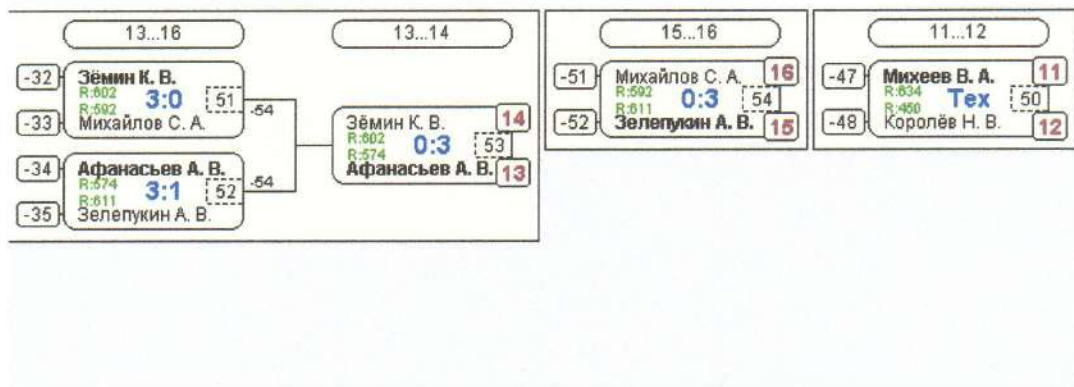 13...16
13...14
-32
Зёмин К. В.
R:602
R:592
3:0
51
-54
-33
Михайлов С. А.
-34
Афанасьев А. В.
R:574
R:611
3:1
52
-54
-35
Зелепукин А. В.
Зёмин К. В.
14
R:602
R:574
0:3
53
Афанасьев А. В.
13
15...16
-51
Михайлов С. А.
16
R:592
R:611
0:3
54
-52
Зелепукин А. В.
15
11...12
-47
Михеев В. А.
11
R:634
R:450
Тех
50
-48
Королёв Н. В.
12